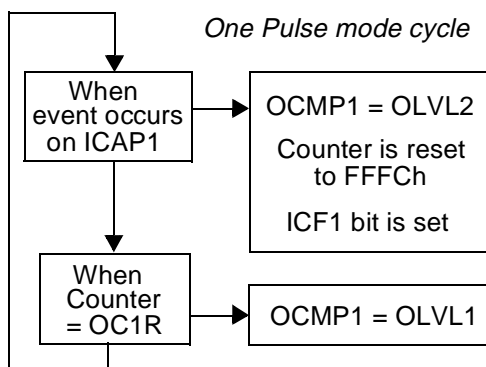 One Pulse mode cycle
When
event occurs
on ICAP1
OCMP1 = OLVL2
Counter is reset
to FFFCh
ICF1 bit is set
When
Counter
= OC1R
OCMP1 = OLVL1